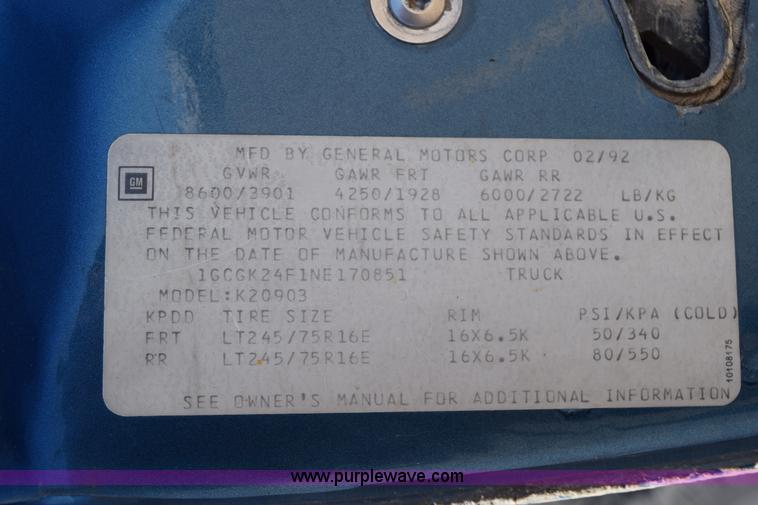 MFD BY GENERAL MOTORS CORP 02/92
GVWR GAWR FRT GAWR RR
GM
8600/3901 4250/1928 6000/2722 LB/KG
THIS VEHICLE CONFORMS TO ALL APPLICABLE U.S.
FEDERAL MOTOR VEHICLE SAFETY STANDARDS IN EFFECT
ON THE DATE OF MANUFACTURE SHOWN ABOVE.
1GCGK24F1NE170851 TRUCK
MODEL:K20903
KPDD TIRE SIZE RIM PSI/KPA (COLD)
FRT LT245/75R16E 16X6.5K 50/340
RR LT245/75R16E 16X6.5K 80/550
10108175
SEE OWNER'S MANUAL FOR ADDITIONAL INFORMATION
www.purplewave.com